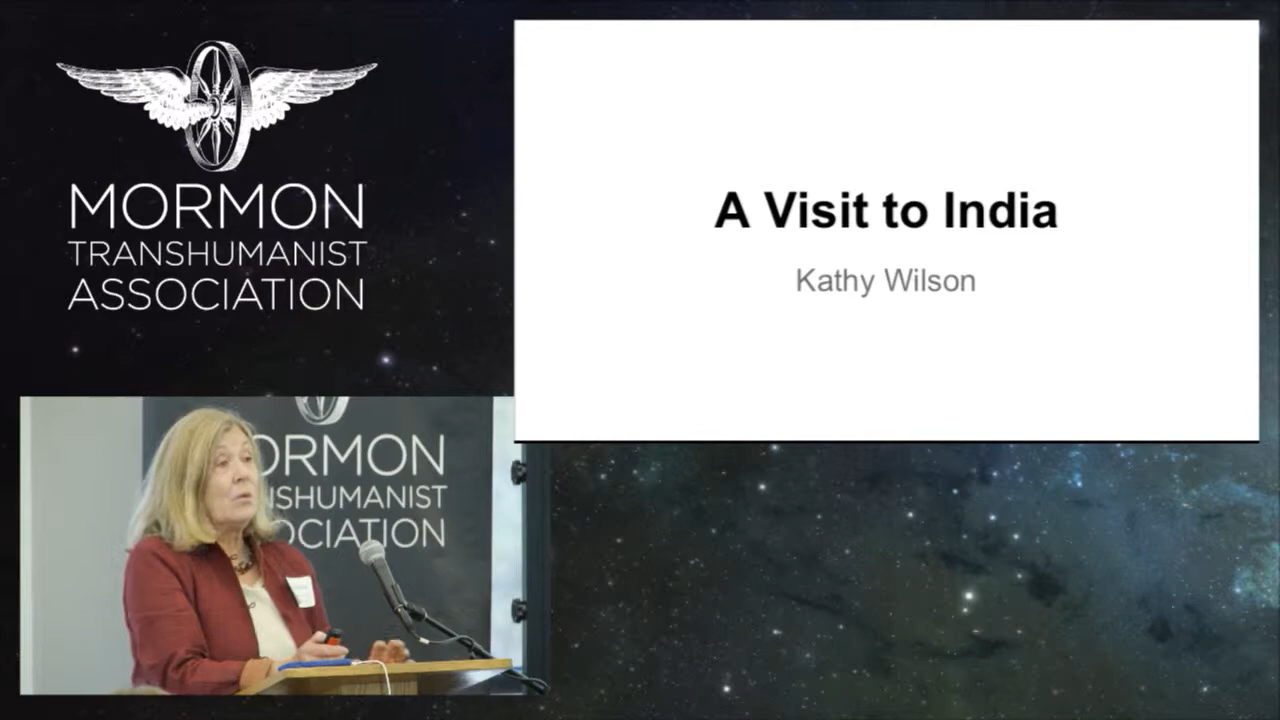 MORMON
TRANSHUMANIST
ASSOCIATION
A Visit to India
Kathy Wilson
ORMON
NSHUMANIST
OCIATION